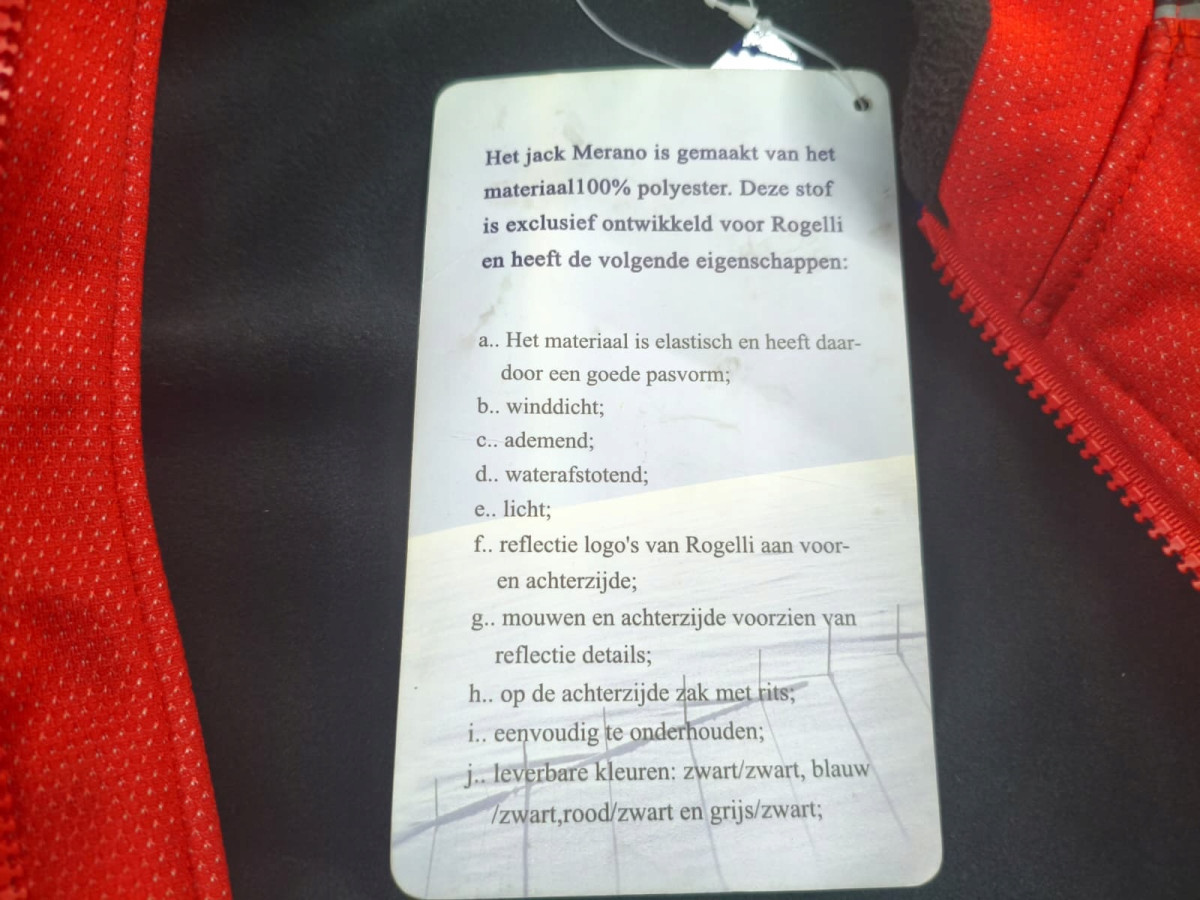 Het jack Merano is gemaakt van het
materiaal100% polyester. Deze stof
is exclusief ontwikkeld voor Rogelli
en heeft de volgende eigenschappen:
a.. Het materiaal is elastisch en heeft daar-
door een goede pasvorm;
b.. winddicht;
c.. ademend;
d.. waterafstotend;
e.. licht;
f.. reflectie logo's van Rogelli aan voor-
en achterzijde;
g.. mouwen en achterzijde voorzien van
reflectie details;
h.. op de achterzijde zak met rits;
i.. eenvoudig te onderhouden;
j.. leverbare kleuren: zwart/zwart, blauw
/zwart,rood/zwart en grijs/zwart;